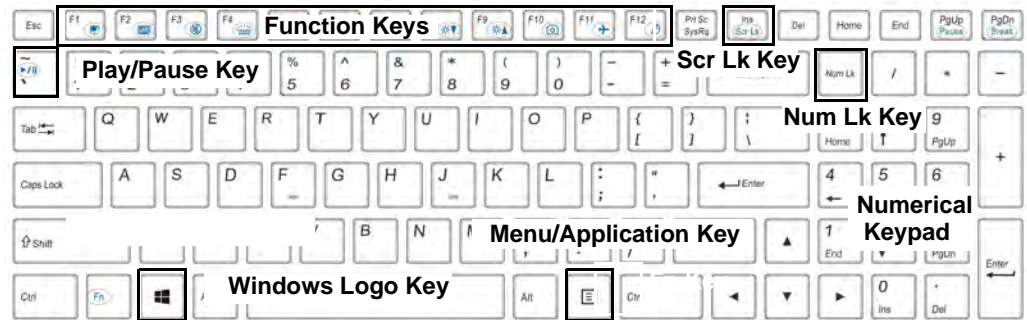 Esc F1 F2 F3 F4 Function Keys F9 F10 F11 F12 Prt Sc SysRq Ins Scr Lk Del Home End PgUp Pause PgDn Break
~ ` Play/Pause Key % 5 ^ 6 & 7 * 8 ( 9 ) 0 _ - + = Scr Lk Key Num Lk / * -
Tab Q W E R T Y U I O P { [ } ] | \ Num Lk Key Home 9 PgUp +
Caps Lock A S D F G H J K L : ; " ' Enter 4 5 6
Numerical
Shift B N Menu/Application Key 1 End Keypad PgDn Enter
Ctrl Fn Windows Logo Key Alt Ctr 0 Ins . Del